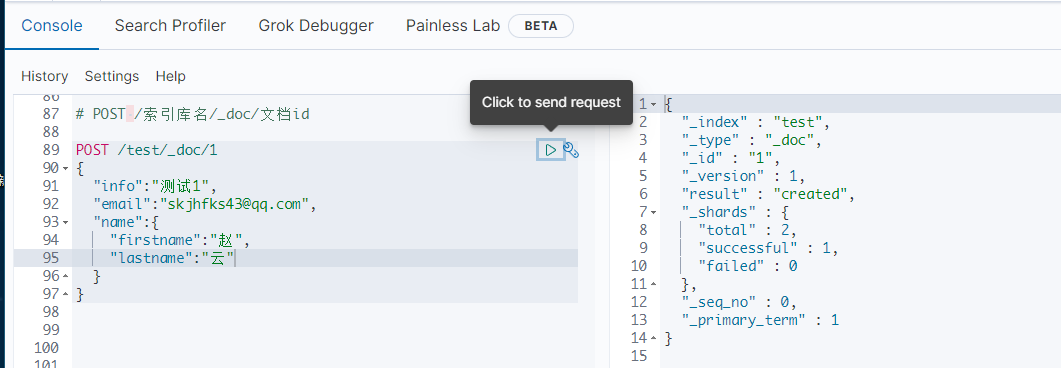 Console Search Profiler Grok Debugger Painless Lab BETA
History Settings Help
Click to send request
86
87 # POST /索引库名/_doc/文档id
88
89 POST /test/_doc/1
90 {
91 "info":"测试1",
92 "email":"skjhfks43@qq.com",
93 "name":{
94 "firstname":"赵",
95 "lastname":"云"
96 }
97 }
98
99
100
101
1 {
2 "_index" : "test",
3 "_type" : "_doc",
4 "_id" : "1",
5 "_version" : 1,
6 "result" : "created",
7 "_shards" : {
8 "total" : 2,
9 "successful" : 1,
10 "failed" : 0
11 },
12 "_seq_no" : 0,
13 "_primary_term" : 1
14 }
15